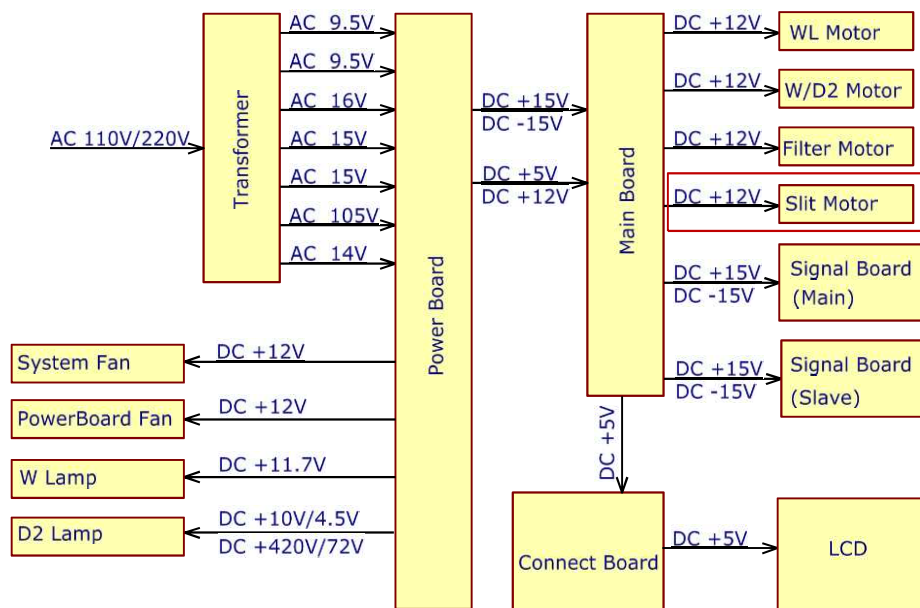 AC 110V/220V
Transformer
AC 9.5V
AC 9.5V
AC 16V
AC 15V
AC 15V
AC 105V
AC 14V
Power Board
System Fan
DC +12V
PowerBoard Fan
DC +12V
W Lamp
DC +11.7V
D2 Lamp
DC +10V/4.5V
DC +420V/72V
DC +15V
DC -15V
DC +5V
DC +12V
Main Board
DC +12V
WL Motor
DC +12V
W/D2 Motor
DC +12V
Filter Motor
DC +12V
Slit Motor
DC +15V
DC -15V
Signal Board
(Main)
DC +15V
DC -15V
Signal Board
(Slave)
DC +5V
Connect Board
DC +5V
LCD